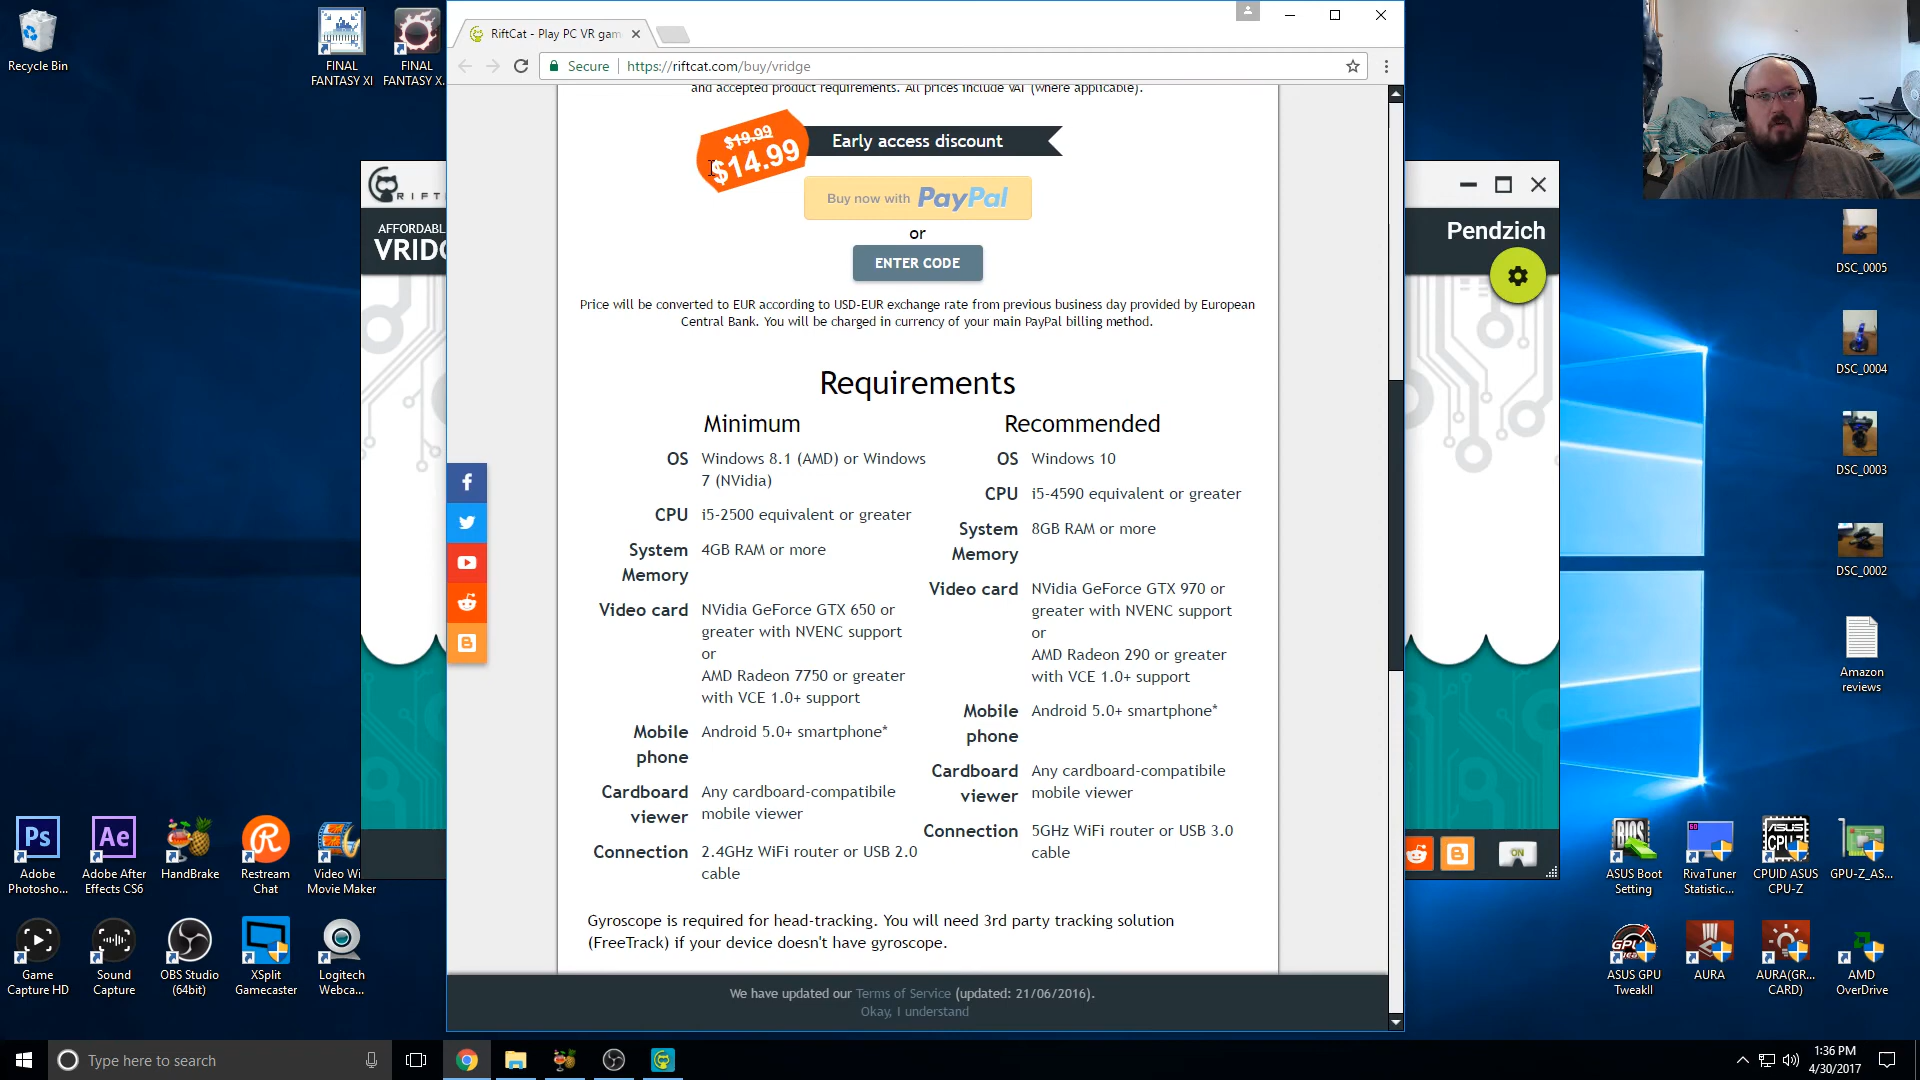 Recycle Bin
FINAL
FANTASY XI
FINAL
FANTASY X...
RiftCat - Play PC VR gam
Secure
https://riftcat.com/buy/vridge
and accepted product requirements. All prices include VAT (where applicable).
$19.99
$14.99
Early access discount
Buy now with PayPal
or
ENTER CODE
Price will be converted to EUR according to USD-EUR exchange rate from previous business day provided by European
Central Bank. You will be charged in currency of your main PayPal billing method.
Requirements
Minimum
OS Windows 8.1 (AMD) or Windows
7 (NVidia)
CPU i5-2500 equivalent or greater
System
Memory
4GB RAM or more
Video card NVidia GeForce GTX 650 or
greater with NVENC support
or
AMD Radeon 7750 or greater
with VCE 1.0+ support
Mobile
phone
Android 5.0+ smartphone*
Cardboard
viewer
Any cardboard-compatibile
mobile viewer
Connection 2.4GHz WiFi router or USB 2.0
cable
Recommended
OS Windows 10
CPU i5-4590 equivalent or greater
System
Memory
8GB RAM or more
Video card NVidia GeForce GTX 970 or
greater with NVENC support
or
AMD Radeon 290 or greater
with VCE 1.0+ support
Mobile
phone
Android 5.0+ smartphone*
Cardboard
viewer
Any cardboard-compatibile
mobile viewer
Connection 5GHz WiFi router or USB 3.0
cable
Gyroscope is required for head-tracking. You will need 3rd party tracking solution
(FreeTrack) if your device doesn't have gyroscope.
We have updated our Terms of Service (updated: 21/06/2016).
Okay, I understand
RIFT
AFFORDABL
VRIDG
Pendzich
ON
DSC_0005
DSC_0004
DSC_0003
DSC_0002
Amazon
reviews
Ps
Adobe
Photosho...
Ae
Adobe After
Effects CS6
HandBrake
Restream
Chat
Video Wi...
Movie Maker
Game
Capture HD
Sound
Capture
OBS Studio
(64bit)
XSplit
Gamecaster
Logitech
Webca...
BIOS
ASUS Boot
Setting
60
RivaTuner
Statistic...
ASUS
CPU-Z
CPUID ASUS
CPU-Z
GPU-Z_AS...
GPU
ASUS GPU
TweakII
AURA
AURA(GR...
CARD)
AMD
OverDrive
Type here to search
1:36 PM
4/30/2017